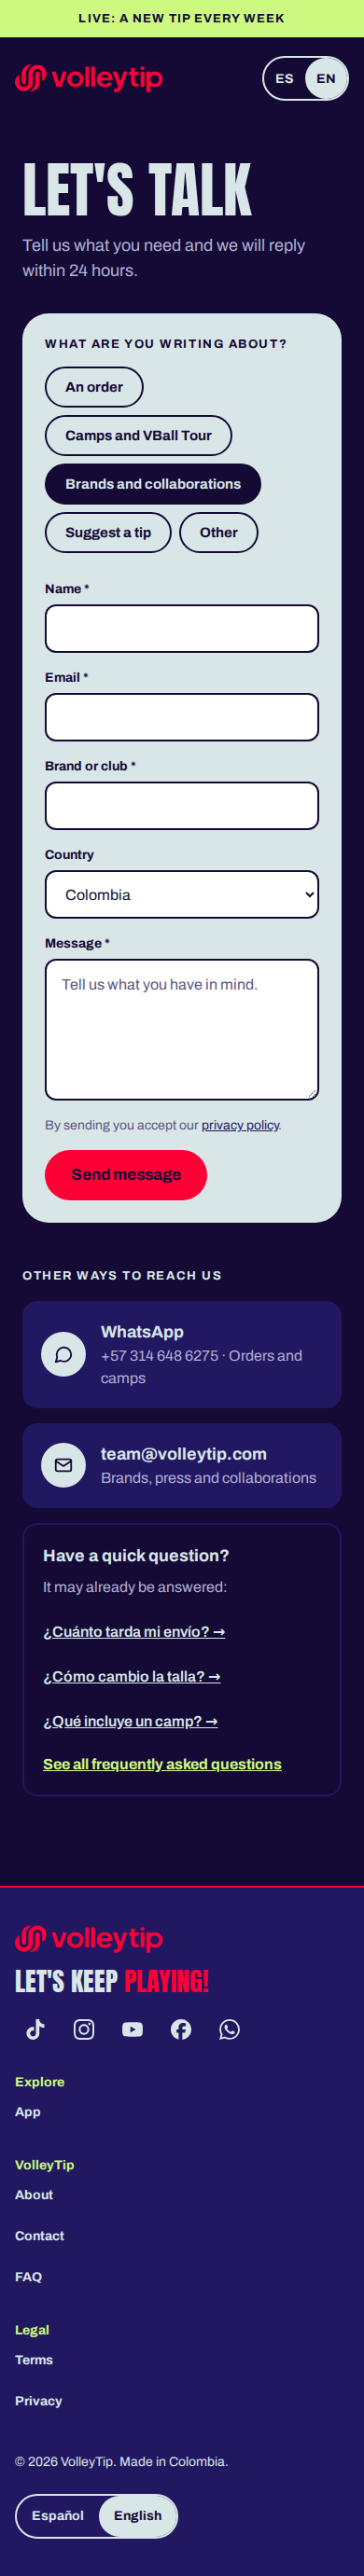 LIVE: A NEW TIP EVERY WEEK
volleytip
ES EN
LET'S TALK
Tell us what you need and we will reply
within 24 hours.
WHAT ARE YOU WRITING ABOUT?
An order
Camps and VBall Tour
Brands and collaborations
Suggest a tip Other
Name *
Email *
Brand or club *
Country
Colombia
Message *
Tell us what you have in mind.
By sending you accept our privacy policy.
Send message
OTHER WAYS TO REACH US
WhatsApp
+57 314 648 6275 · Orders and
camps
team@volleytip.com
Brands, press and collaborations
Have a quick question?
It may already be answered:
¿Cuánto tarda mi envío? →
¿Cómo cambio la talla? →
¿Qué incluye un camp? →
See all frequently asked questions
volleytip
LET'S KEEP PLAYING!
Explore
App
VolleyTip
About
Contact
FAQ
Legal
Terms
Privacy
© 2026 VolleyTip. Made in Colombia.
Español English